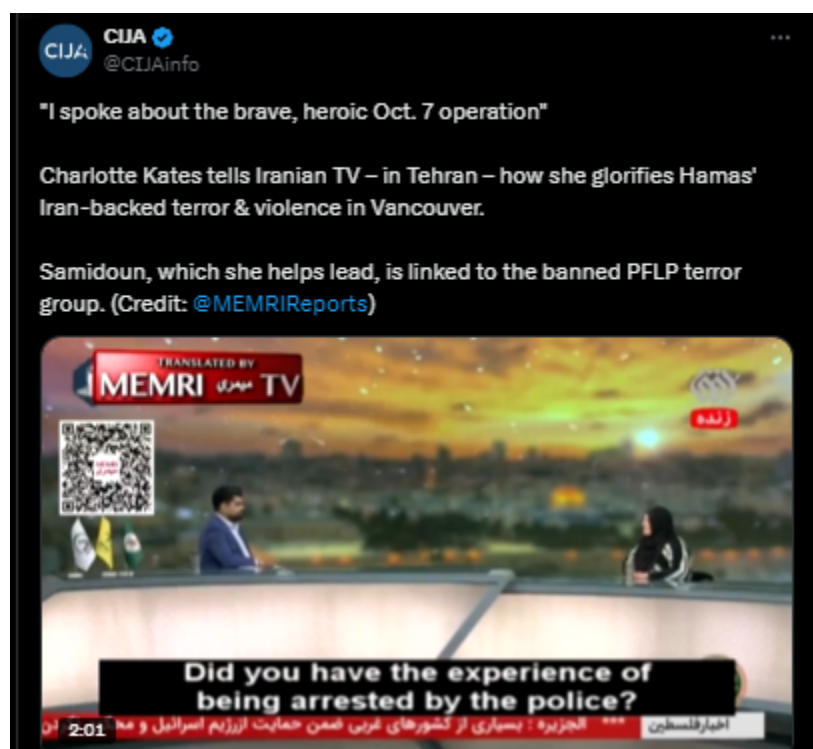 CIJA
CIJA
@CIJAinfo
"I spoke about the brave, heroic Oct. 7 operation"
Charlotte Kates tells Iranian TV – in Tehran – how she glorifies Hamas'
Iran-backed terror & violence in Vancouver.
Samidoun, which she helps lead, is linked to the banned PFLP terror
group. (Credit: @MEMRIReports)
TRANSLATED BY
MEMRI ميمري TV
زنده
Did you have the experience of
being arrested by the police?
اخبار فلسطین
*** الجزیره : بسیاری از کشورهای غربی ضمن حمایت ازرژیم اسرائیل و
2:01